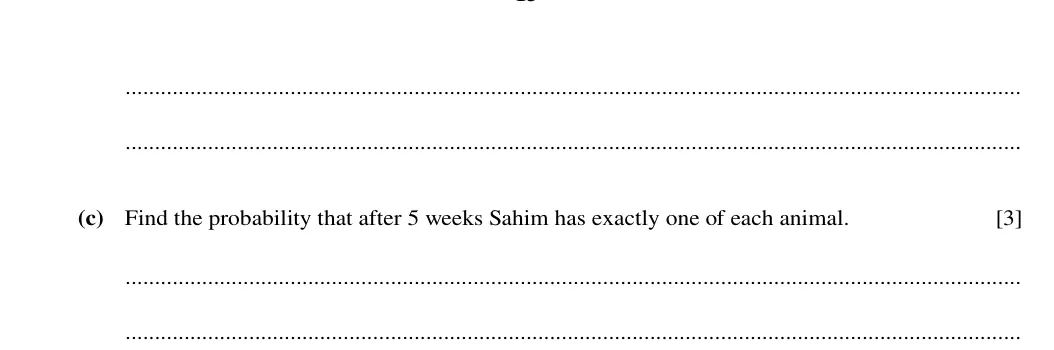 (c) Find the probability that after 5 weeks Sahim has exactly one of each animal. [3]